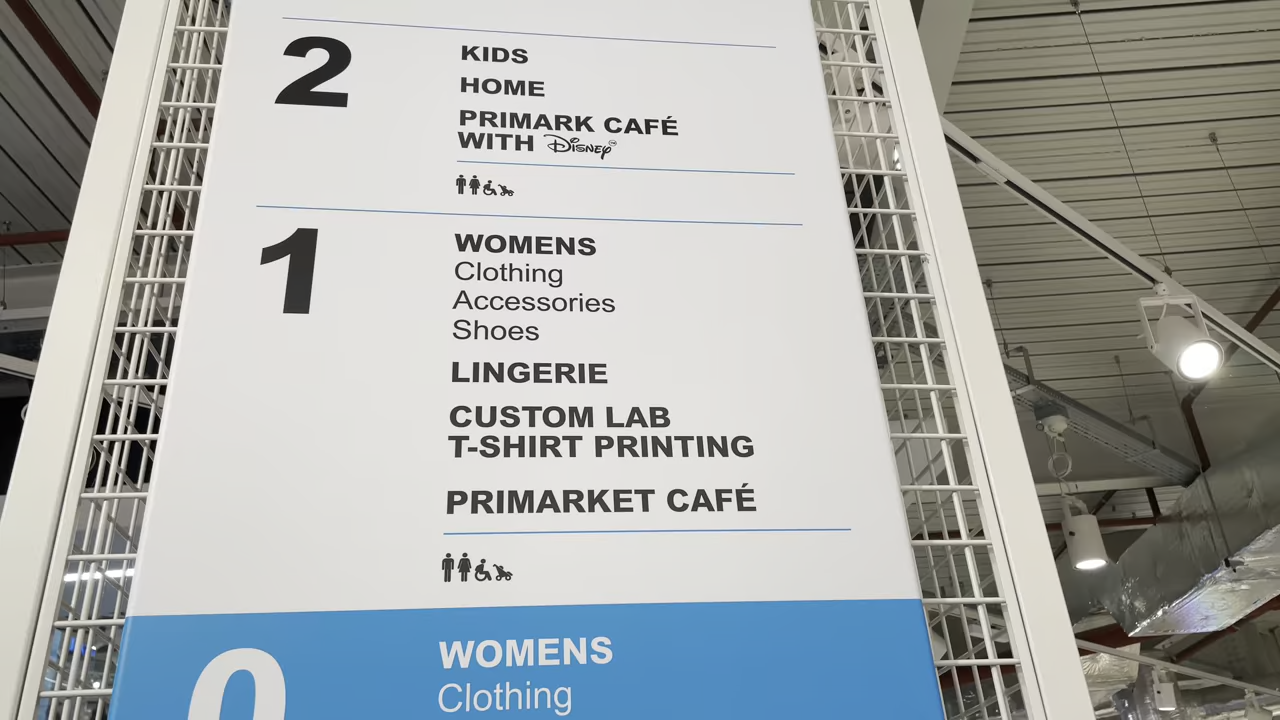 2
KIDS
HOME
PRIMARK CAFÉ
WITH Disney
1
WOMENS
Clothing
Accessories
Shoes
LINGERIE
CUSTOM LAB
T-SHIRT PRINTING
PRIMARKET CAFÉ
0
WOMENS
Clothing